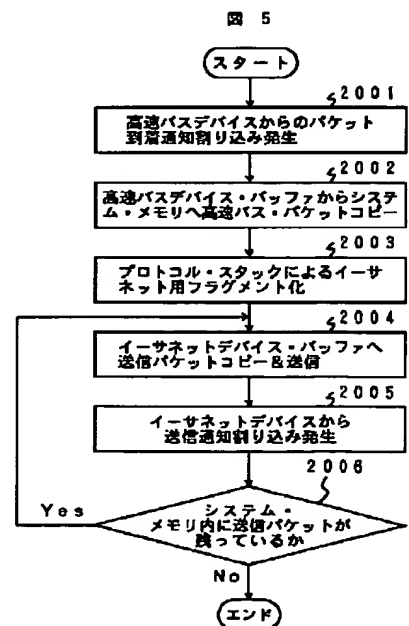 図 5
スタート
2001
高速バスデバイスからのパケット
到着通知割り込み発生
2002
高速バスデバイス・バッファからシステ
ム・メモリへ高速バス・パケットコピー
2003
プロトコル・スタックによるイーサ
ネット用フラグメント化
2004
イーサネットデバイス・バッファへ
送信パケットコピー&送信
2005
イーサネットデバイスから
送信通知割り込み発生
2006
システム・
メモリ内に送信パケットが
残っているか
Yes
No
エンド